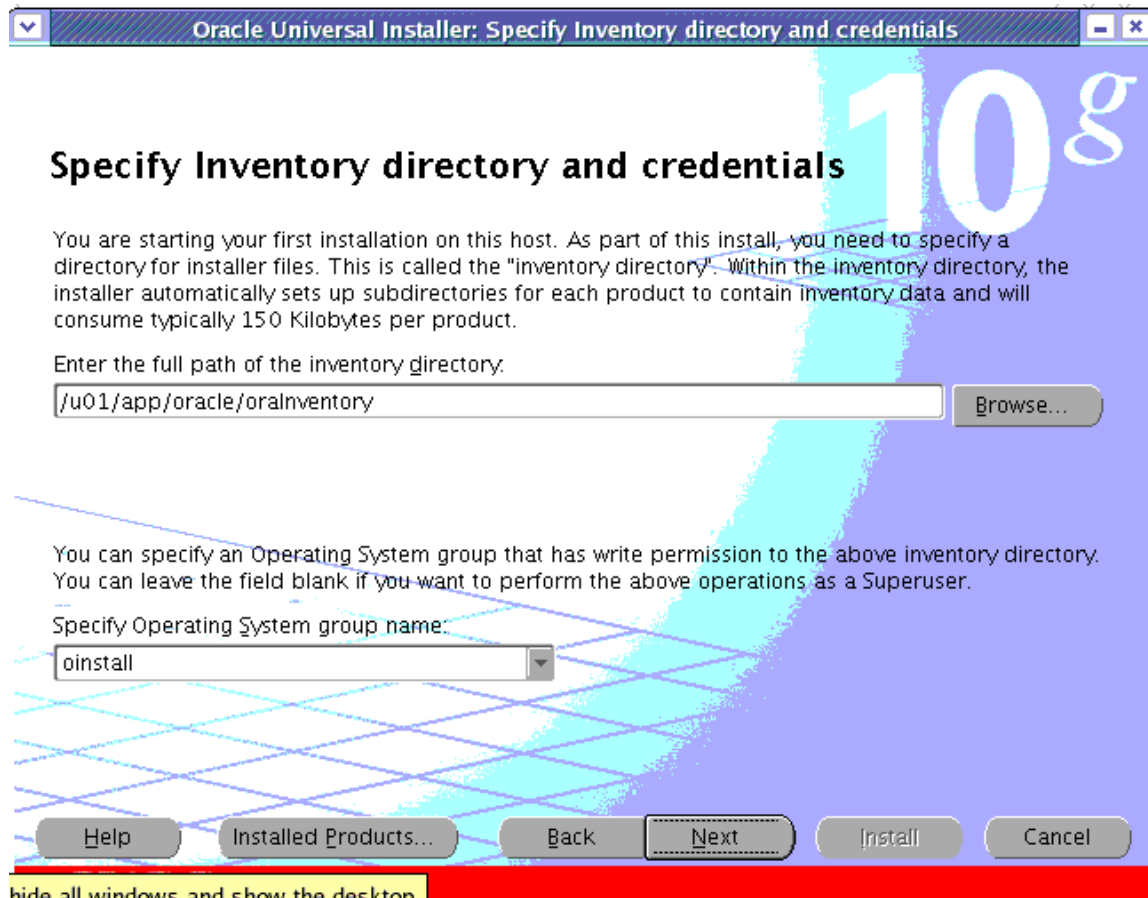 Oracle Universal Installer: Specify Inventory directory and credentials
10g
Specify Inventory directory and credentials
You are starting your first installation on this host. As part of this install, you need to specify a
directory for installer files. This is called the "inventory directory". Within the inventory directory, the
installer automatically sets up subdirectories for each product to contain inventory data and will
consume typically 150 Kilobytes per product.
Enter the full path of the inventory directory:
/u01/app/oracle/oraInventory
Browse...
You can specify an Operating System group that has write permission to the above inventory directory.
You can leave the field blank if you want to perform the above operations as a Superuser.
Specify Operating System group name:
oinstall
Help
Installed Products...
Back
Next
Install
Cancel
hide all windows and show the desktop